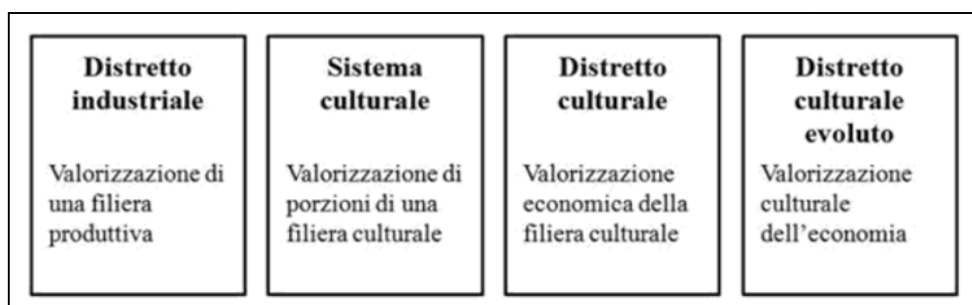 Distretto
industriale
Valorizzazione di
una filiera
produttiva
Sistema
culturale
Valorizzazione di
porzioni di una
filiera culturale
Distretto
culturale
Valorizzazione
economica della
filiera culturale
Distretto
culturale
evoluto
Valorizzazione
culturale
dell’economia